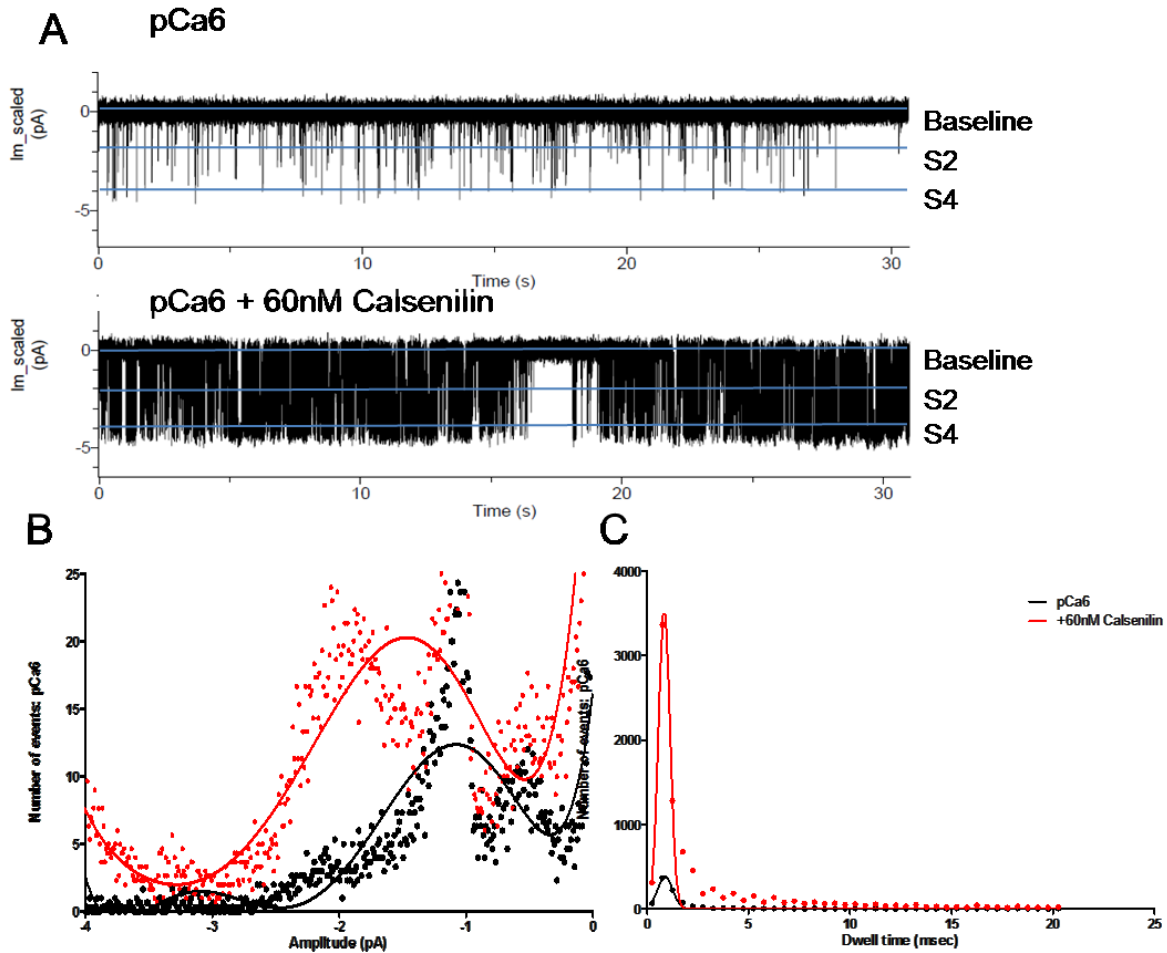 A
pCa6
Im_scaled
(pA)
0
-5
Baseline
S2
S4
0
10
20
30
Time (s)
pCa6 + 60nM Calsenilin
Im_scaled
(pA)
0
-5
Baseline
S2
S4
0
10
20
30
Time (s)
B
Number of events: pCa6
25
20
15
10
5
0
-4
-3
-2
-1
0
Amplitude (pA)
C
Number of events: pCa6
4000
3000
2000
1000
0
0
5
10
15
20
25
Dwell time (msec)
pCa6
+60nM Calsenilin